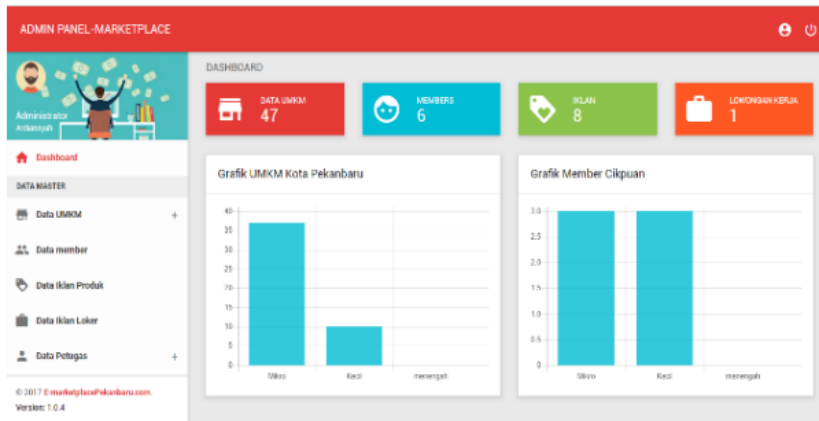 ADMIN PANEL-MARKETPLACE
Administrator
Ardiansyah
Dashboard
DATA MASTER
Data UMKM +
Data member
Data Iklan Produk
Data Iklan Loker
Data Petugas +
© 2017 E-marketplacePekanbaru.com.
Version: 1.0.4
DASHBOARD
DATA UMKM
47
MEMBERS
6
IKLAN
8
LOWONGAN KERJA
1
Grafik UMKM Kota Pekanbaru
40
35
30
25
20
15
10
5
0
Mikro Kecil menengah
Grafik Member Cikpuan
3.0
2.5
2.0
1.5
1.0
0.5
0
Mikro Kecil menengah